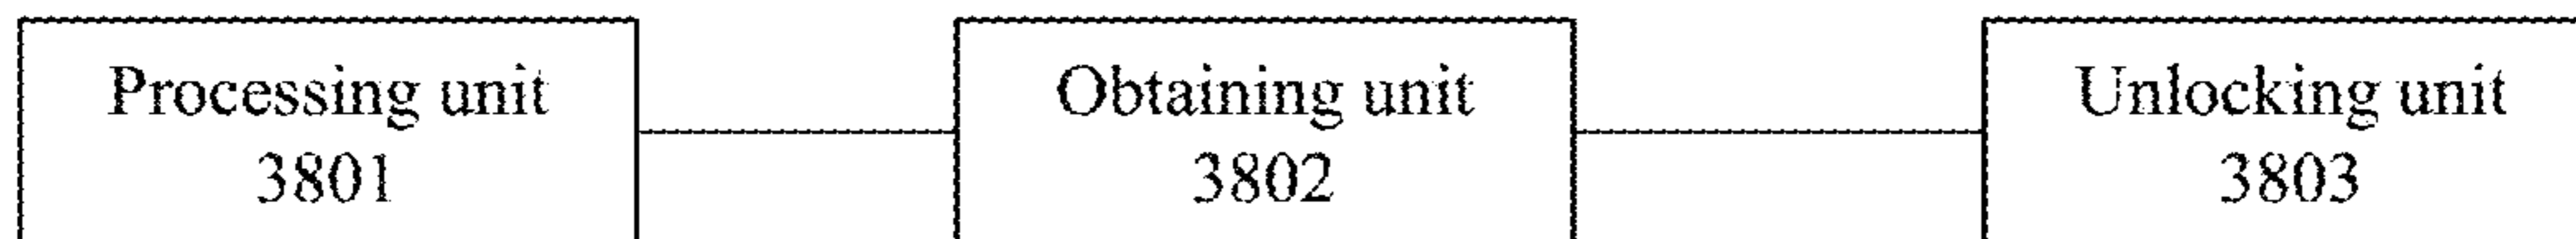 Processing unit
3801
Obtaining unit
3802
Unlocking unit
3803